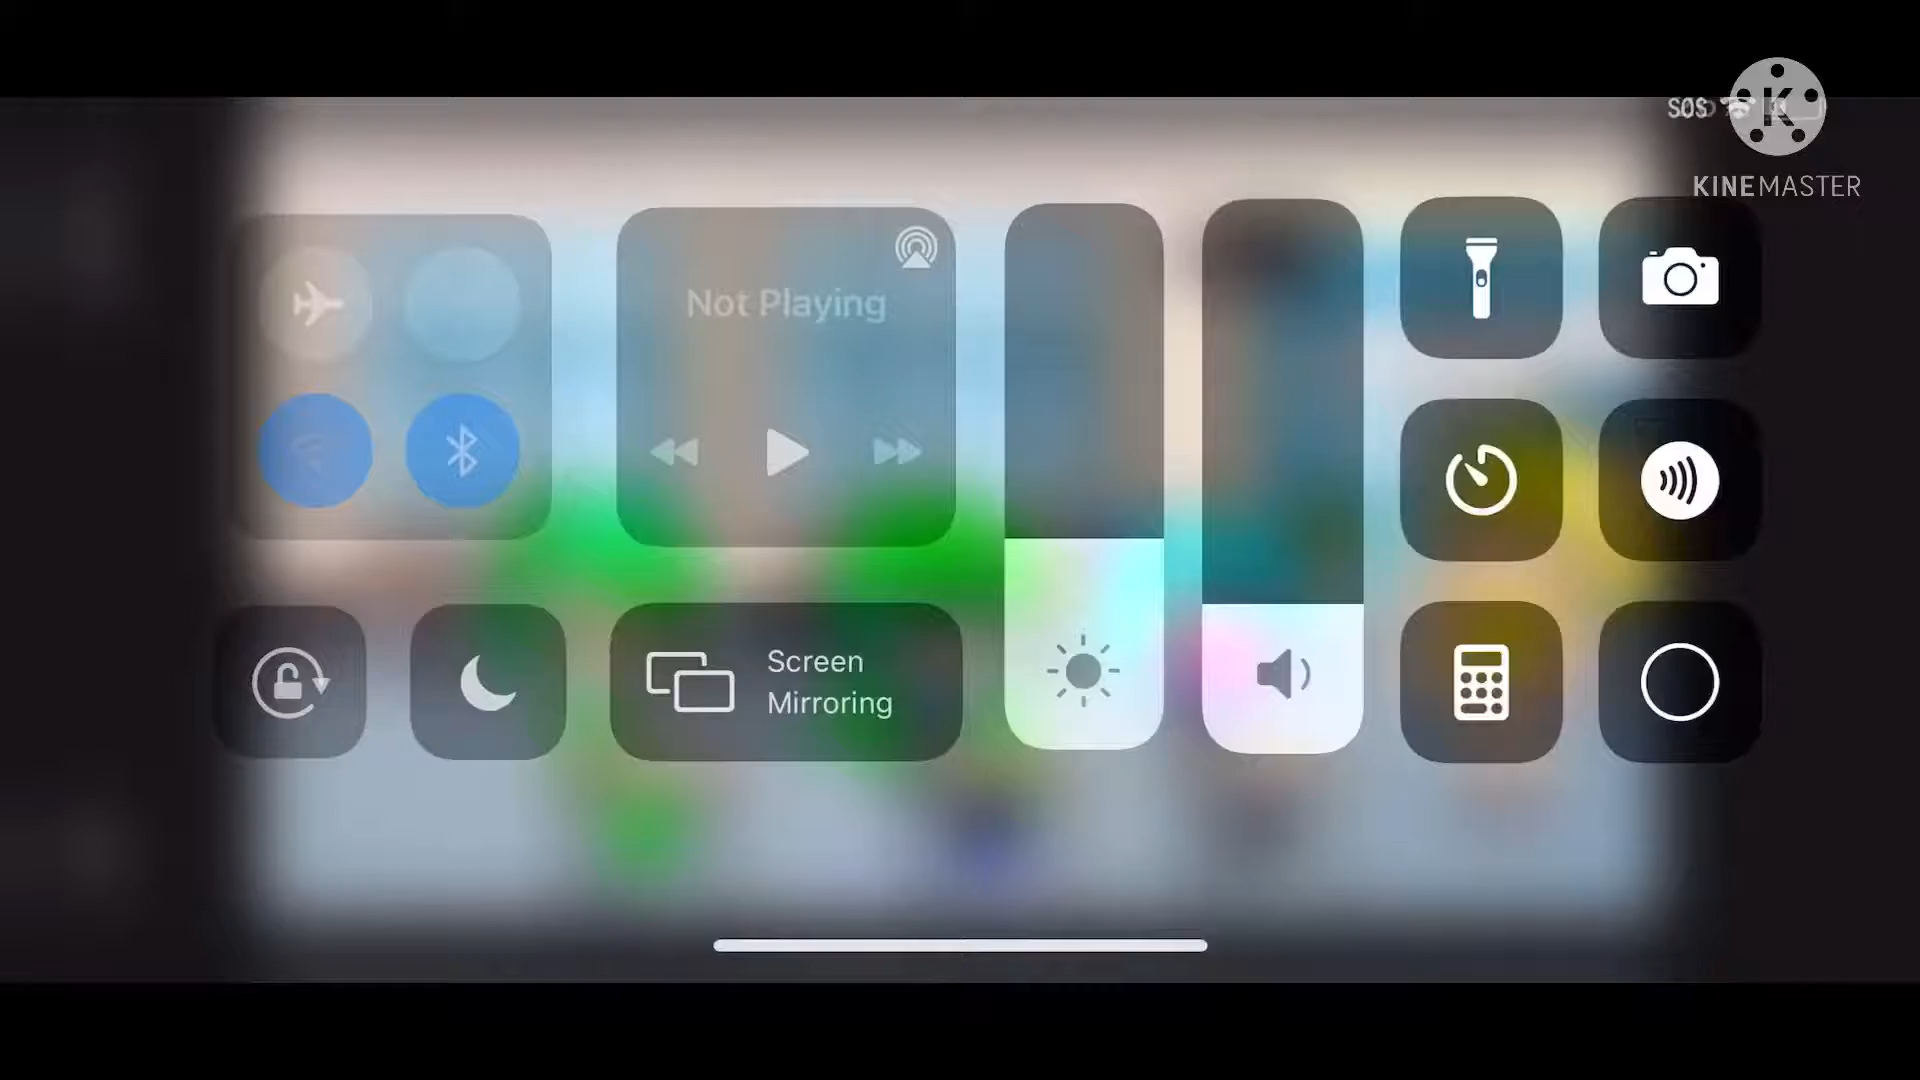 SOS
KINEMASTER
Not Playing
Screen
Mirroring